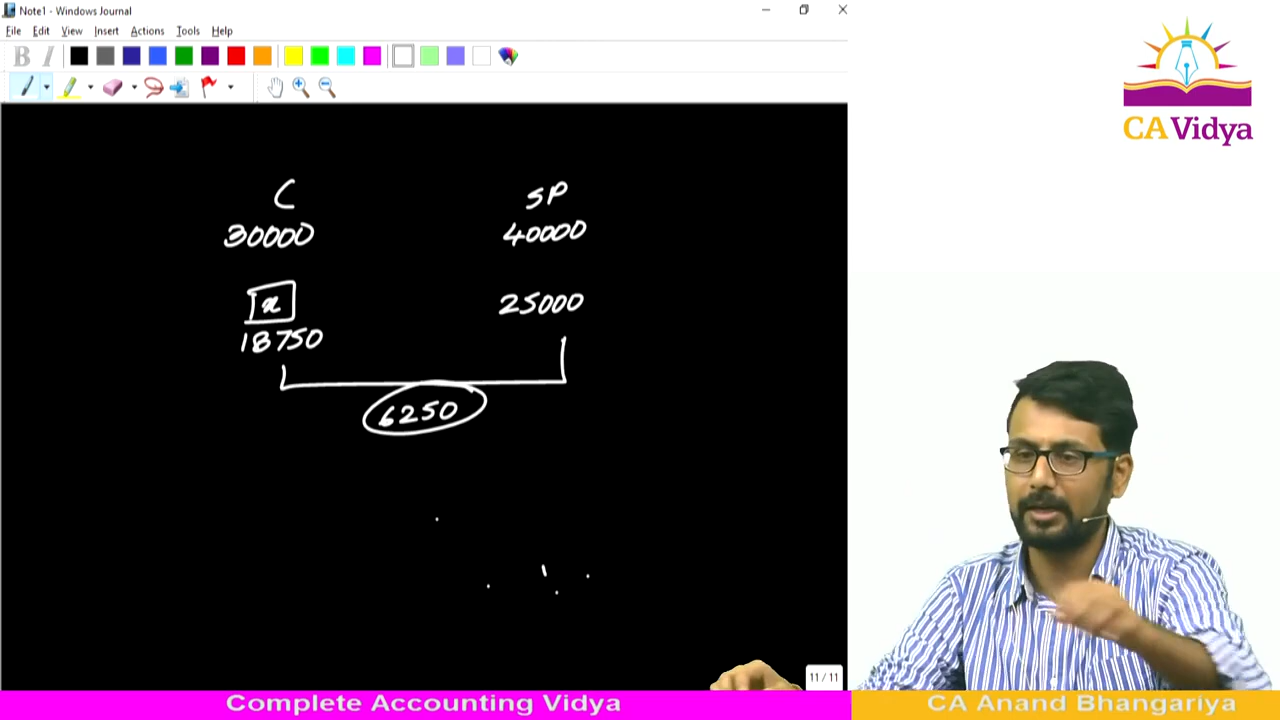 Note1 - Windows Journal
File Edit View Insert Actions Tools Help
B I
CA Vidya
C SP
30000 40000
x 25000
18750
6250
11 / 11
Complete Accounting Vidya
CA Anand Bhangariya